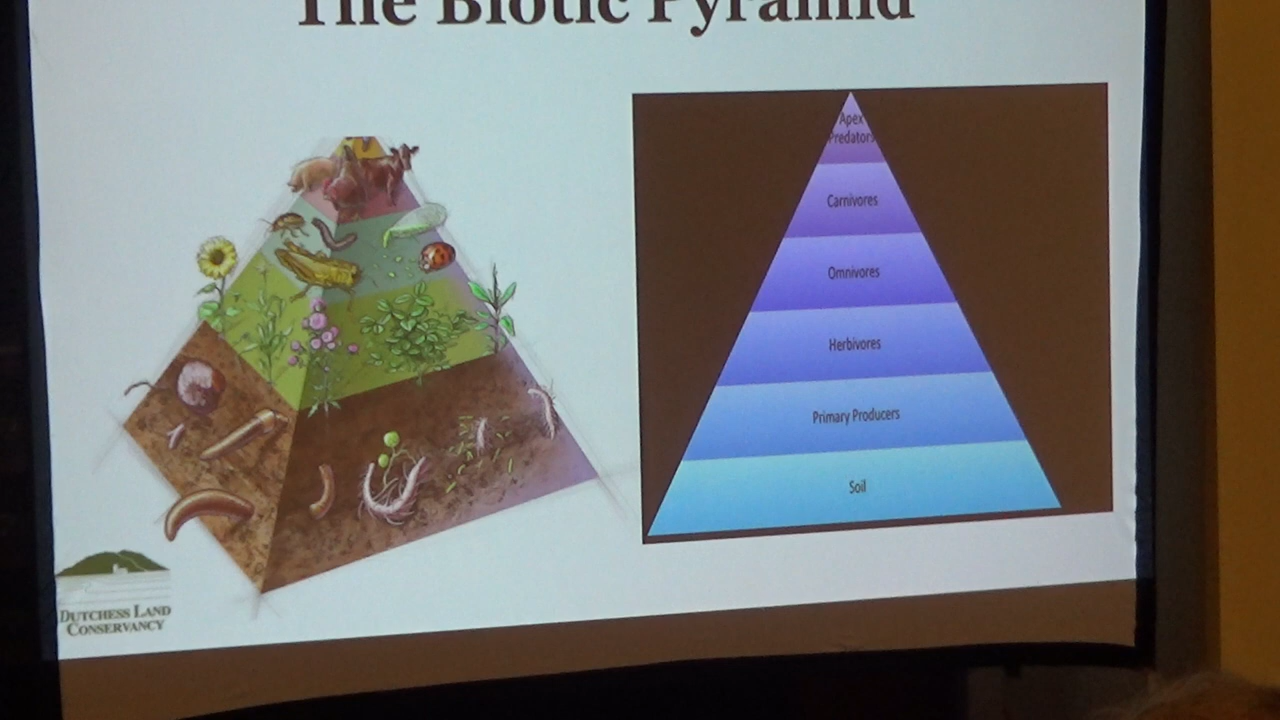 The Biotic Pyramid
Apex
Predators
Carnivores
Omnivores
Herbivores
Primary Producers
Soil
DUTCHESS LAND
CONSERVANCY